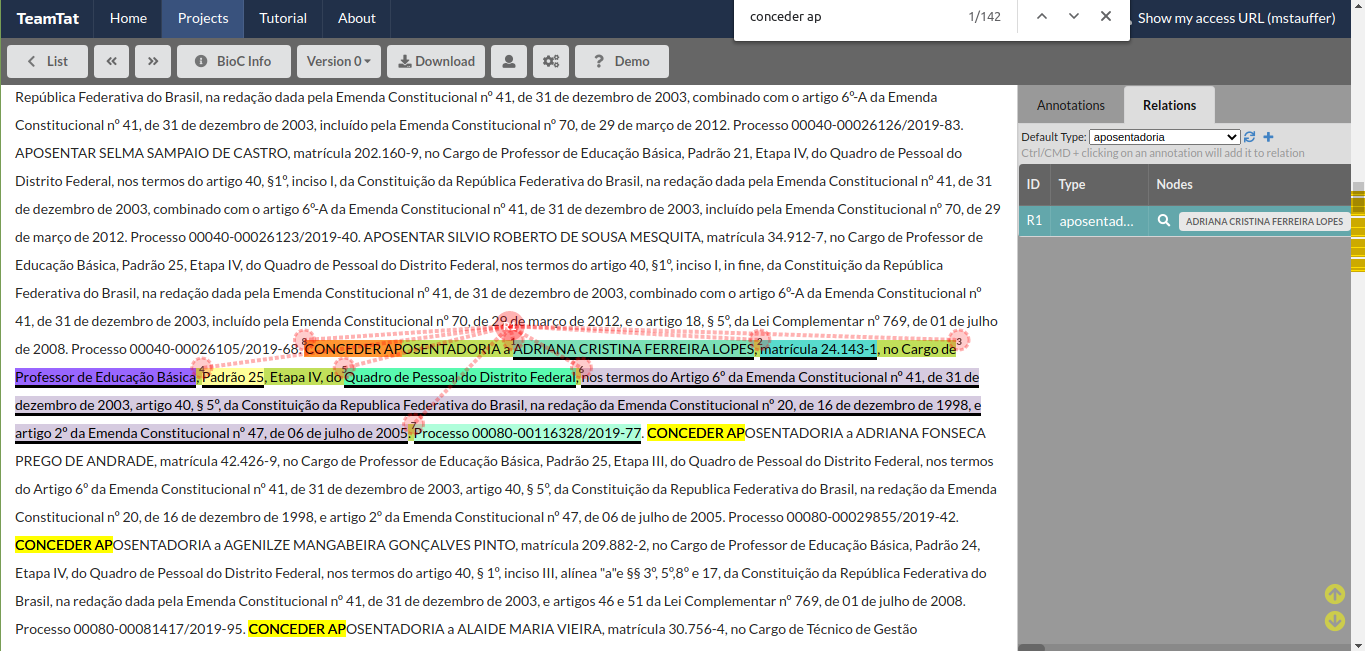 TeamTat Home Projects Tutorial About Show my access URL (mstauffer)
conceder ap 1/142
List BioC Info Version 0 Download Demo
República Federativa do Brasil, na redação dada pela Emenda Constitucional nº 41, de 31 de dezembro de 2003, combinado com o artigo 6º-A da Emenda
Constitucional nº 41, de 31 de dezembro de 2003, incluído pela Emenda Constitucional nº 70, de 29 de março de 2012. Processo 00040-00026126/2019-83.
APOSENTAR SELMA SAMPAIO DE CASTRO, matrícula 202.160-9, no Cargo de Professor de Educação Básica, Padrão 21, Etapa IV, do Quadro de Pessoal do
Distrito Federal, nos termos do artigo 40, §1º, inciso I, da Constituição da República Federativa do Brasil, na redação dada pela Emenda Constitucional nº 41, de 31
de dezembro de 2003, combinado com o artigo 6º-A da Emenda Constitucional nº 41, de 31 de dezembro de 2003, incluído pela Emenda Constitucional nº 70, de 29
de março de 2012. Processo 00040-00026123/2019-40. APOSENTAR SILVIO ROBERTO DE SOUSA MESQUITA, matrícula 34.912-7, no Cargo de Professor de
Educação Básica, Padrão 25, Etapa IV, do Quadro de Pessoal do Distrito Federal, nos termos do artigo 40, §1º, inciso I, in fine, da Constituição da República
Federativa do Brasil, na redação dada pela Emenda Constitucional nº 41, de 31 de dezembro de 2003, combinado com o artigo 6º-A da Emenda Constitucional nº
41, de 31 de dezembro de 2003, incluído pela Emenda Constitucional nº 70, de 29 de março de 2012, e o artigo 18, § 5º, da Lei Complementar nº 769, de 01 de julho
8 1 2 3
de 2008. Processo 00040-00026105/2019-68. CONCEDER APOSENTADORIA a ADRIANA CRISTINA FERREIRA LOPES, matrícula 24.143-1, no Cargo de
4 5 6
Professor de Educação Básica, Padrão 25, Etapa IV, do Quadro de Pessoal do Distrito Federal, nos termos do Artigo 6º da Emenda Constitucional nº 41, de 31 de
dezembro de 2003, artigo 40, § 5º, da Constituição da Republica Federativa do Brasil, na redação da Emenda Constitucional nº 20, de 16 de dezembro de 1998, e
7
artigo 2º da Emenda Constitucional nº 47, de 06 de julho de 2005. Processo 00080-00116328/2019-77. CONCEDER APOSENTADORIA a ADRIANA FONSECA
PREGO DE ANDRADE, matrícula 42.426-9, no Cargo de Professor de Educação Básica, Padrão 25, Etapa III, do Quadro de Pessoal do Distrito Federal, nos termos
do Artigo 6º da Emenda Constitucional nº 41, de 31 de dezembro de 2003, artigo 40, § 5º, da Constituição da Republica Federativa do Brasil, na redação da Emenda
Constitucional nº 20, de 16 de dezembro de 1998, e artigo 2º da Emenda Constitucional nº 47, de 06 de julho de 2005. Processo 00080-00029855/2019-42.
CONCEDER APOSENTADORIA a AGENILZE MANGABEIRA GONÇALVES PINTO, matrícula 209.882-2, no Cargo de Professor de Educação Básica, Padrão 24,
Etapa IV, do Quadro de Pessoal do Distrito Federal, nos termos do artigo 40, § 1º, inciso III, alínea "a"e §§ 3º, 5º,8º e 17, da Constituição da República Federativa do
Brasil, na redação dada pela Emenda Constitucional nº 41, de 31 de dezembro de 2003, e artigos 46 e 51 da Lei Complementar nº 769, de 01 de julho de 2008.
Processo 00080-00081417/2019-95. CONCEDER APOSENTADORIA a ALAIDE MARIA VIEIRA, matrícula 30.756-4, no Cargo de Técnico de Gestão
Annotations Relations
Default Type: aposentadoria
Ctrl/CMD + clicking on an annotation will add it to relation
ID Type Nodes
R1 aposentad... ADRIANA CRISTINA FERREIRA LOPES